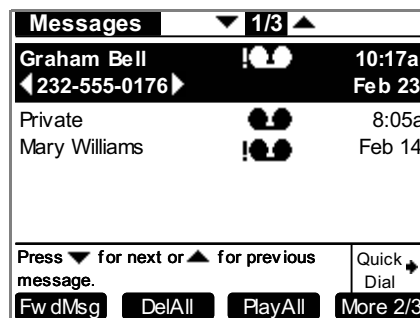 Messages 1/3
Graham Bell ! 10:17a
232-555-0176 Feb 23
Private 8:05a
Mary Williams ! Feb 14
Press for next or for previous
message.
Quick
Dial
FwdMsg DelAll PlayAll More 2/3